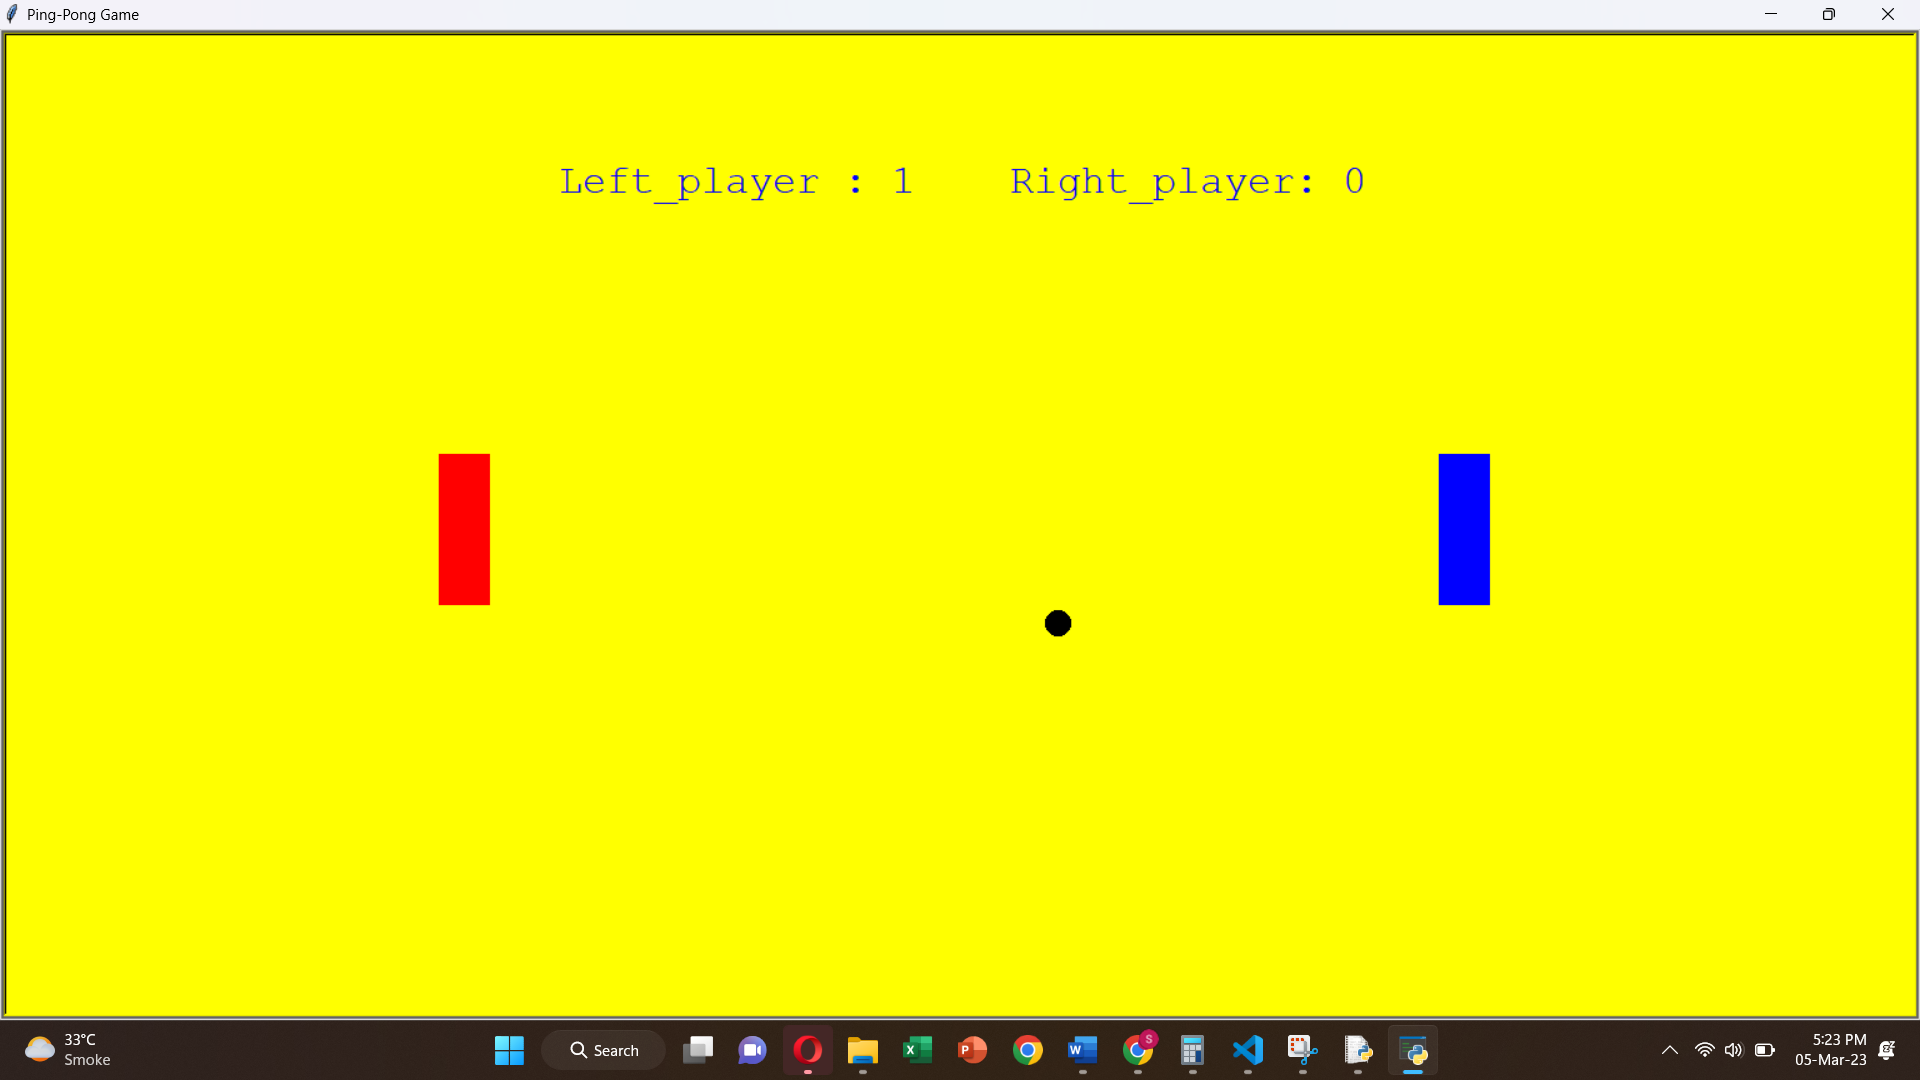 Ping-Pong Game
Left_player : 1    Right_player: 0
33°C
Smoke
Search
S
5:23 PM
05-Mar-23